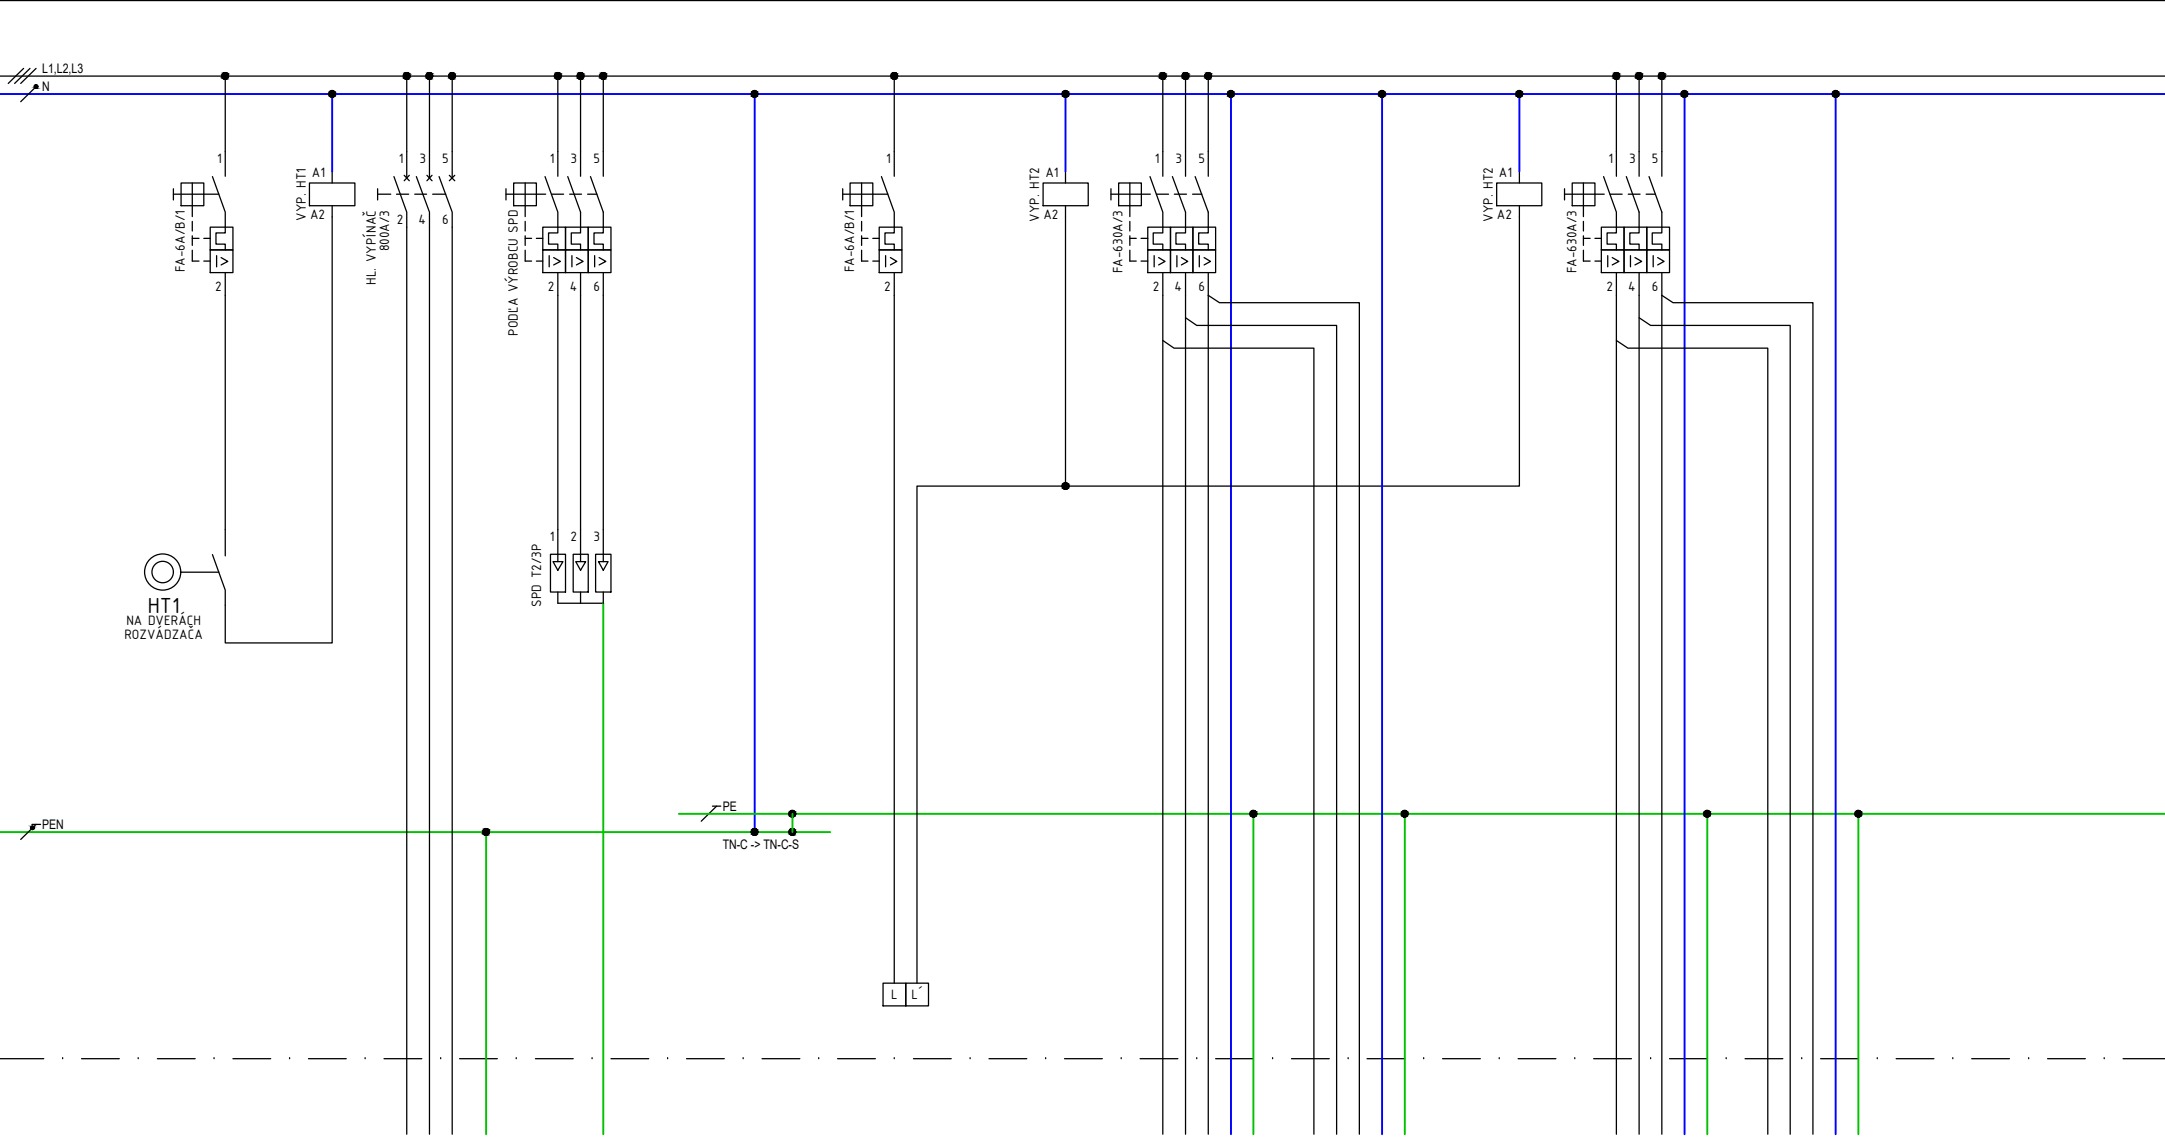 L1,L2,L3
N
1
FA-6A/B/1
2
VYP. HT1
A1
A2
HL. VYPÍNAČ
800A/3
1 3 5
2 4 6
PODĽA VÝROBCU SPD
1 3 5
2 4 6
1
FA-6A/B/1
2
VYP. HT2
A1
A2
FA-630A/3
1 3 5
2 4 6
VYP. HT2
A1
A2
FA-630A/3
1 3 5
2 4 6
SPD T2/3P
1 2 3
HT1
NA DVERÁCH
ROZVÁDZAČA
PE
PEN
TN-C -> TN-C-S
L L´